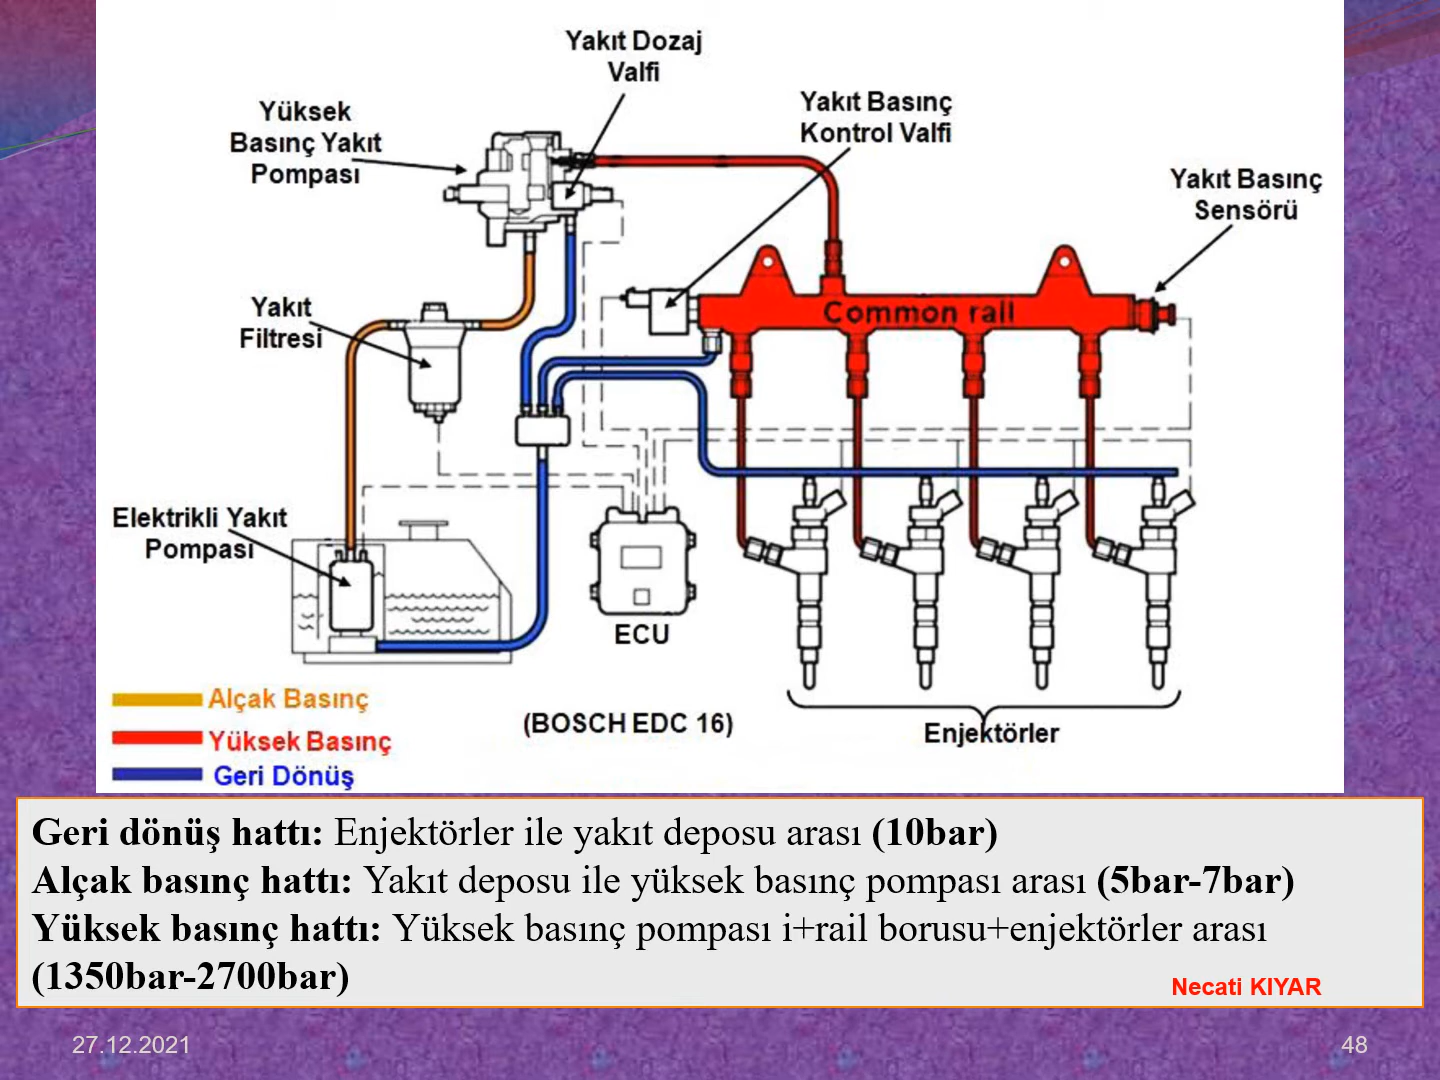 Yakıt Dozaj
Valfi
Yüksek
Basınç Yakıt
Pompası
Yakıt Basınç
Kontrol Valfi
Yakıt Basınç
Sensörü
Yakıt
Filtresi
Common rail
Elektrikli Yakıt
Pompası
ECU
Alçak Basınç
Yüksek Basınç
Geri Dönüş
(BOSCH EDC 16)
Enjektörler
Geri dönüş hattı: Enjektörler ile yakıt deposu arası (10bar)
Alçak basınç hattı: Yakıt deposu ile yüksek basınç pompası arası (5bar-7bar)
Yüksek basınç hattı: Yüksek basınç pompası i+rail borusu+enjektörler arası
(1350bar-2700bar)
Necati KIYAR
27.12.2021
48